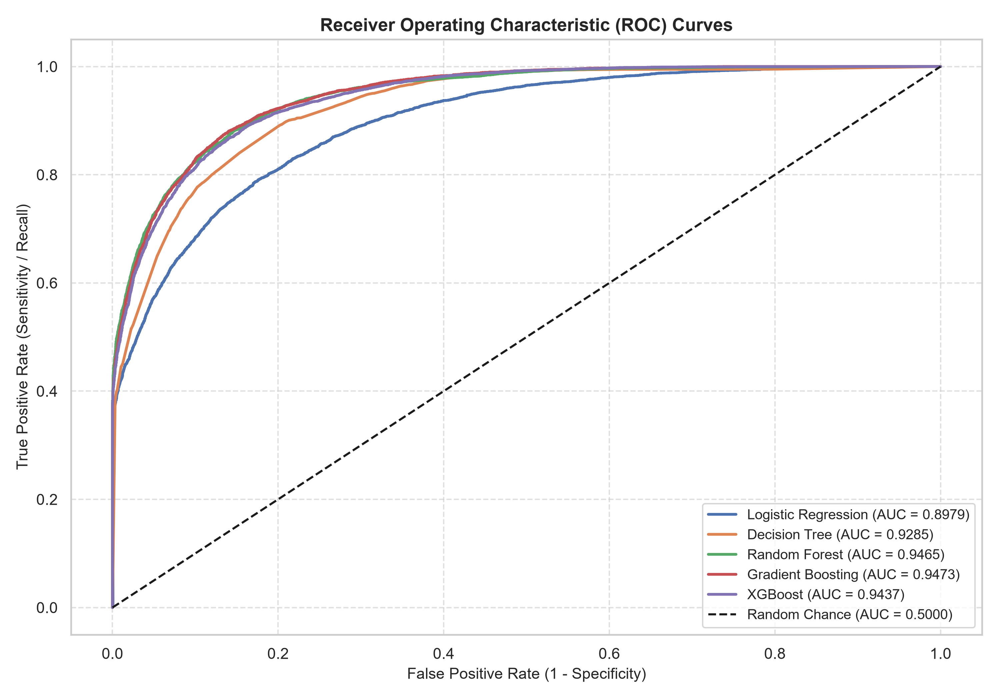 Receiver Operating Characteristic (ROC) Curves
True Positive Rate (Sensitivity / Recall)
1.0
0.8
0.6
0.4
0.2
0.0
Logistic Regression (AUC = 0.8979)
Decision Tree (AUC = 0.9285)
Random Forest (AUC = 0.9465)
Gradient Boosting (AUC = 0.9473)
XGBoost (AUC = 0.9437)
Random Chance (AUC = 0.5000)
0.0 0.2 0.4 0.6 0.8 1.0
False Positive Rate (1 - Specificity)